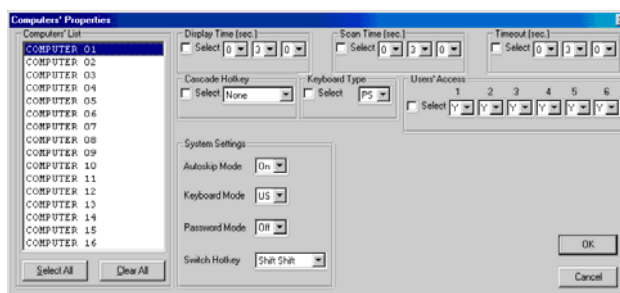 Computers' Properties
Computers' List
COMPUTER 01
COMPUTER 02
COMPUTER 03
COMPUTER 04
COMPUTER 05
COMPUTER 06
COMPUTER 07
COMPUTER 08
COMPUTER 09
COMPUTER 10
COMPUTER 11
COMPUTER 12
COMPUTER 13
COMPUTER 14
COMPUTER 15
COMPUTER 16
Select All Clear All
Display Time (sec.)
Select 0 3 0
Scan Time (sec.)
Select 0 3 0
Timeout (sec.)
Select 0 3 0
Cascade Hotkey
Select None
Keyboard Type
Select PS
Users' Access
1 2 3 4 5 6
Select Y Y Y Y Y Y
System Settings
Autoskip Mode On
Keyboard Mode US
Password Mode Off
Switch Hotkey Shift Shift
OK
Cancel